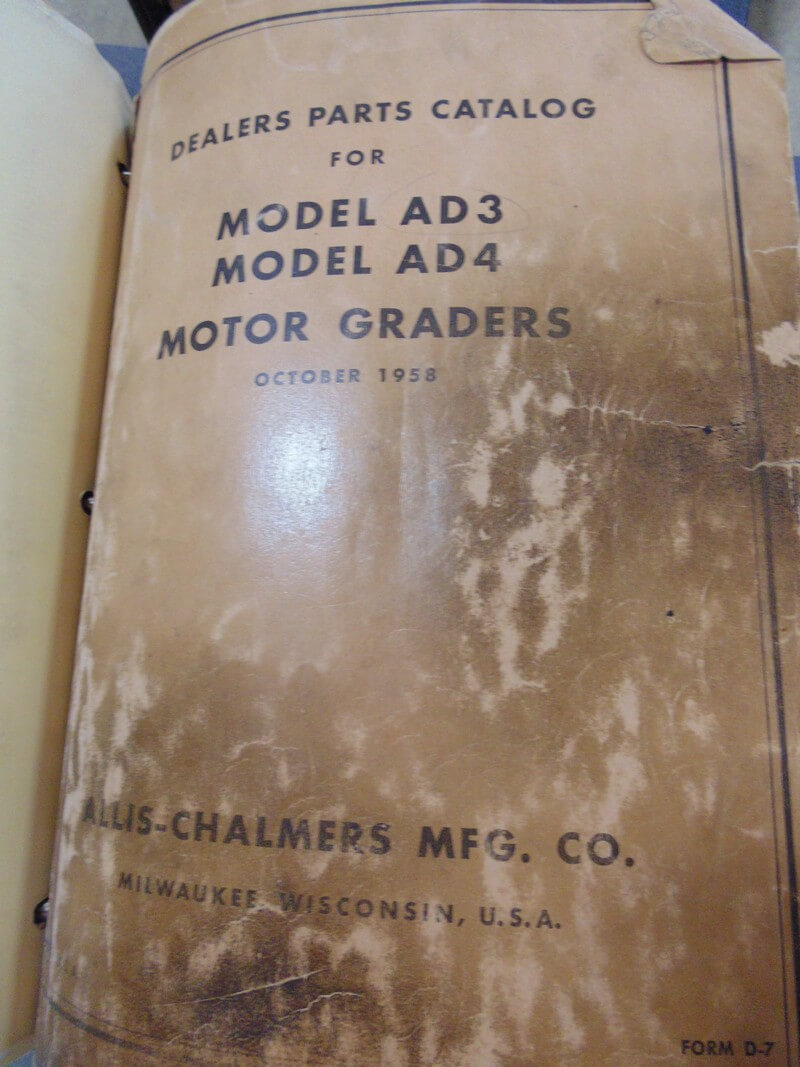 DEALERS PARTS CATALOG
FOR
MODEL AD3
MODEL AD4
MOTOR GRADERS
OCTOBER 1958
ALLIS-CHALMERS MFG. CO.
MILWAUKEE, WISCONSIN, U.S.A.
FORM D-7